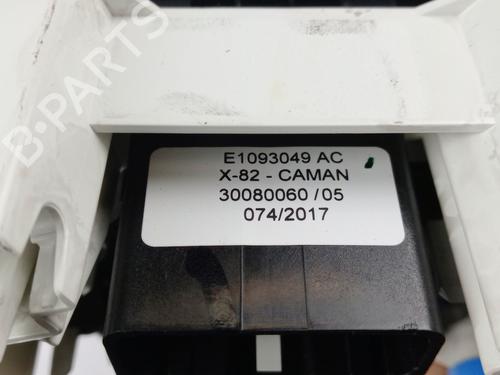 B-PARTS
E1093049 AC
X-82 - CAMAN
30080060 / 05
074/2017